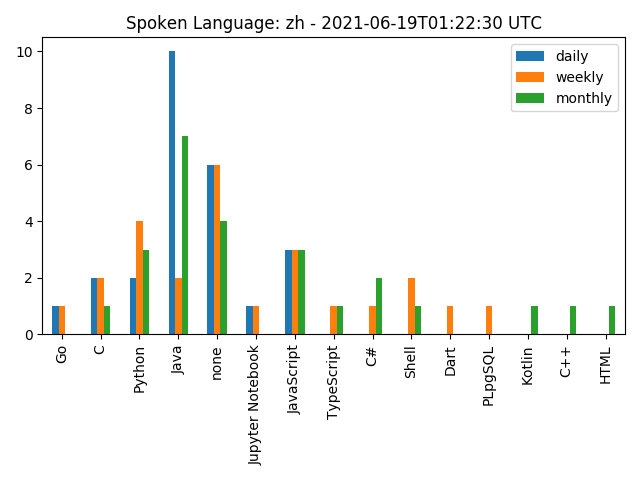 Spoken Language: zh - 2021-06-19T01:22:30 UTC
daily
weekly
monthly
10
8
6
4
2
0
Go
C
Python
Java
none
Jupyter Notebook
JavaScript
TypeScript
C#
Shell
Dart
PLpgSQL
Kotlin
C++
HTML